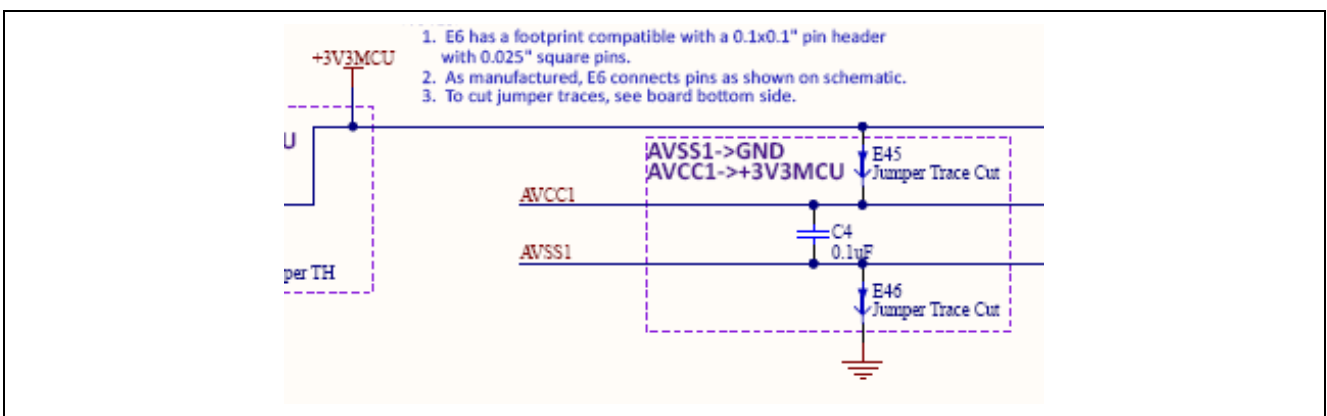 1. E6 has a footprint compatible with a 0.1x0.1" pin header
with 0.025" square pins.
2. As manufactured, E6 connects pins as shown on schematic.
3. To cut jumper traces, see board bottom side.
+3V3MCU
U
AVSS1->GND
AVCC1->+3V3MCU
E45
Jumper Trace Cut
AVCC1
C4
0.1uF
AVSS1
per TH
E46
Jumper Trace Cut